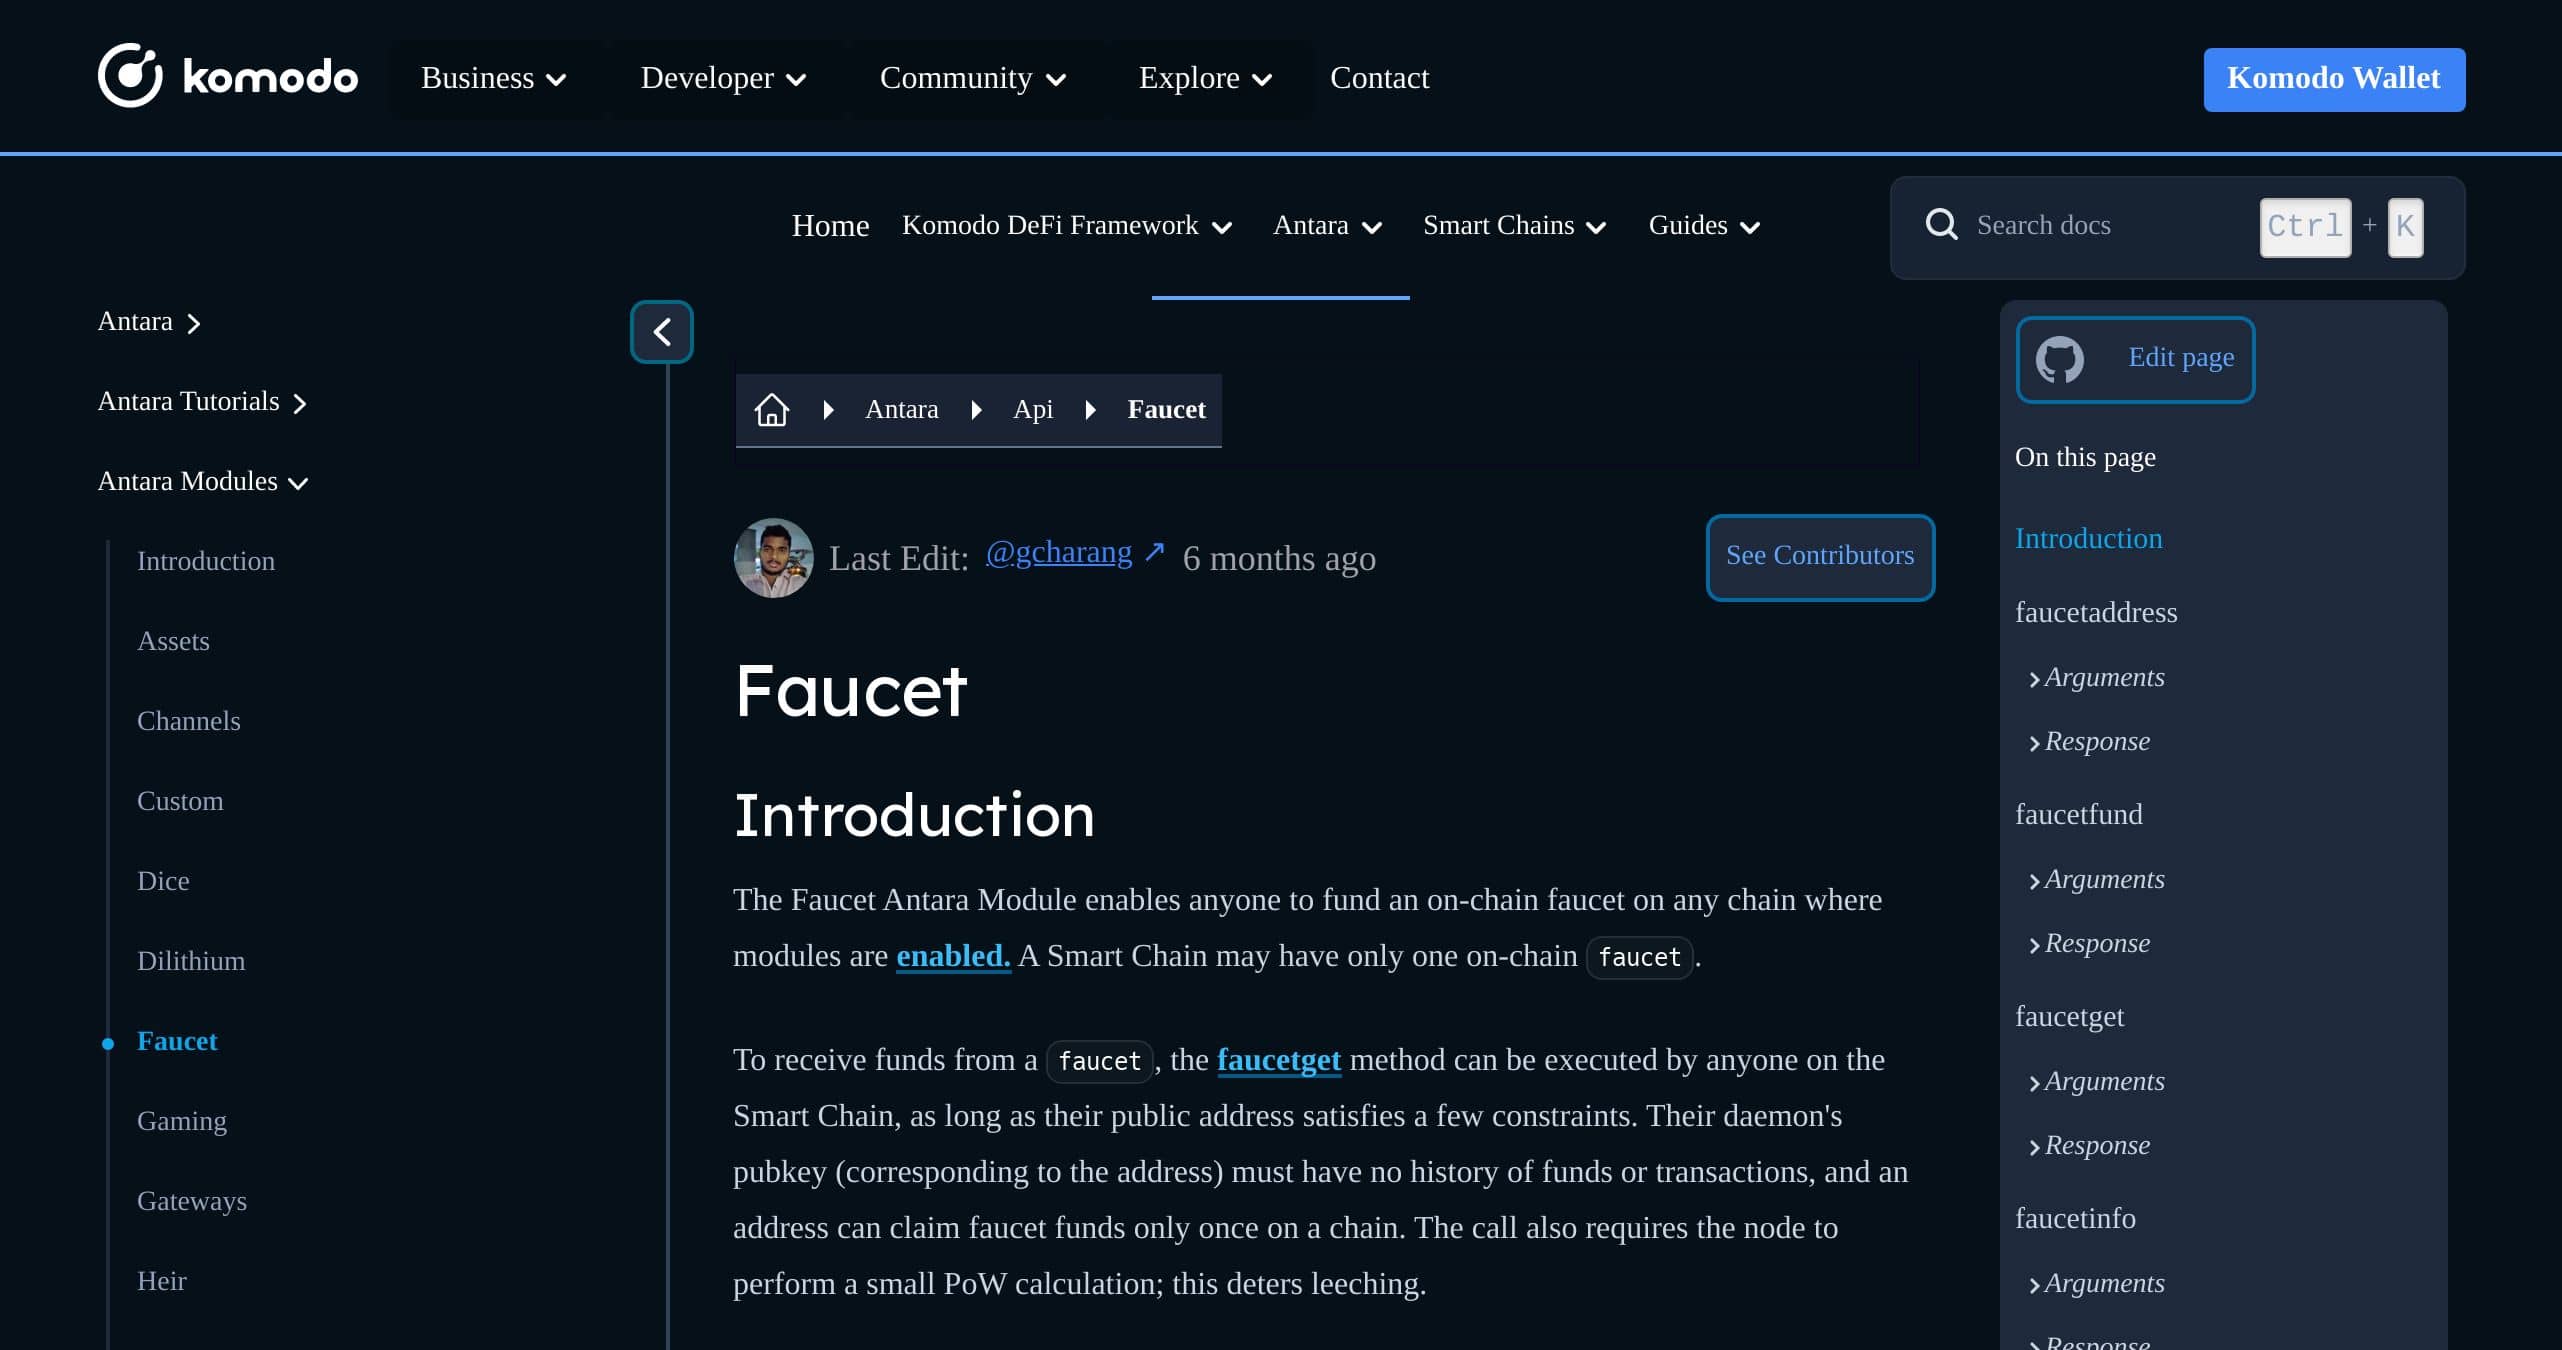 komodo
Business
Developer
Community
Explore
Contact
Komodo Wallet
Home
Komodo DeFi Framework
Antara
Smart Chains
Guides
Search docs
Ctrl + K
Antara
Antara Tutorials
Antara Modules
Introduction
Assets
Channels
Custom
Dice
Dilithium
Faucet
Gaming
Gateways
Heir
Antara
Api
Faucet
Last Edit: @gcharang ↗ 6 months ago
See Contributors
Faucet
Introduction
The Faucet Antara Module enables anyone to fund an on-chain faucet on any chain where
modules are enabled. A Smart Chain may have only one on-chain faucet.
To receive funds from a faucet, the faucetget method can be executed by anyone on the
Smart Chain, as long as their public address satisfies a few constraints. Their daemon's
pubkey (corresponding to the address) must have no history of funds or transactions, and an
address can claim faucet funds only once on a chain. The call also requires the node to
perform a small PoW calculation; this deters leeching.
Edit page
On this page
Introduction
faucetaddress
Arguments
Response
faucetfund
Arguments
Response
faucetget
Arguments
Response
faucetinfo
Arguments
Response